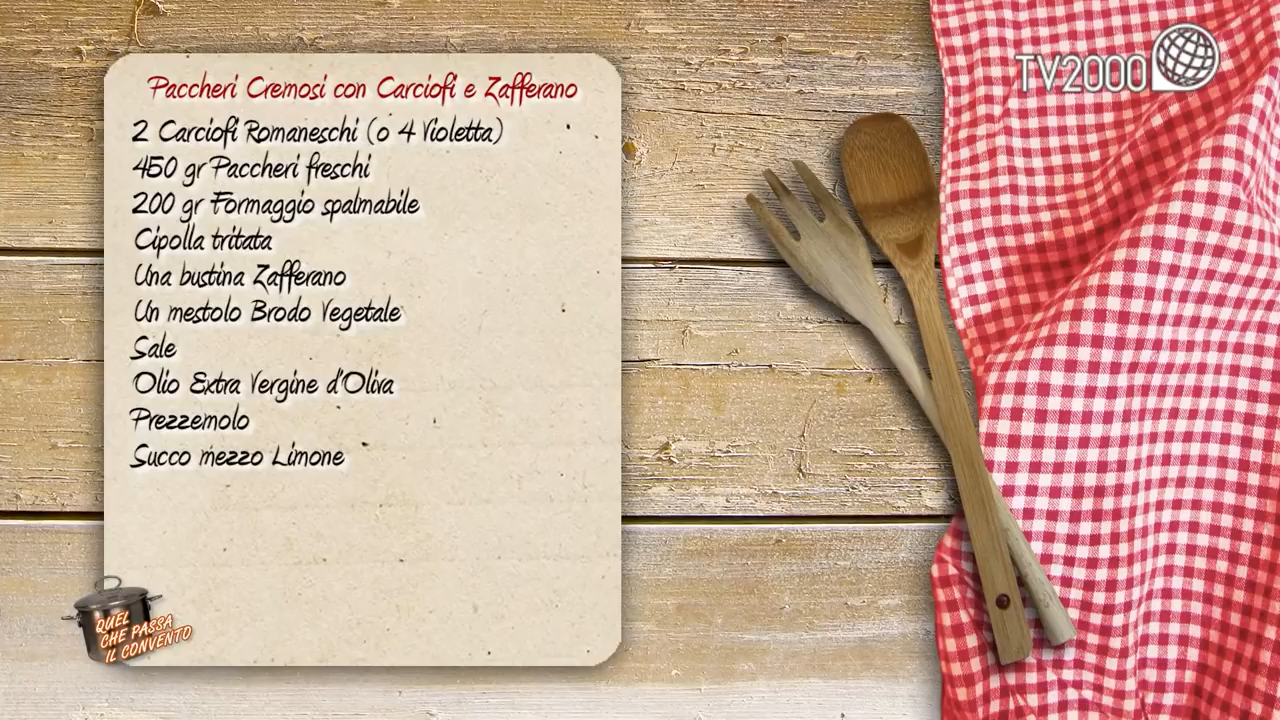 TV2000
Paccheri Cremosi con Carciofi e Zafferano
2 Carciofi Romaneschi (o 4 Violetta)
450 gr Paccheri freschi
200 gr Formaggio spalmabile
Cipolla tritata
Una bustina Zafferano
Un mestolo Brodo Vegetale
Sale
Olio Extra Vergine d'Oliva
Prezzemolo
Succo mezzo Limone
QUEL
CHE PASSA
IL CONVENTO